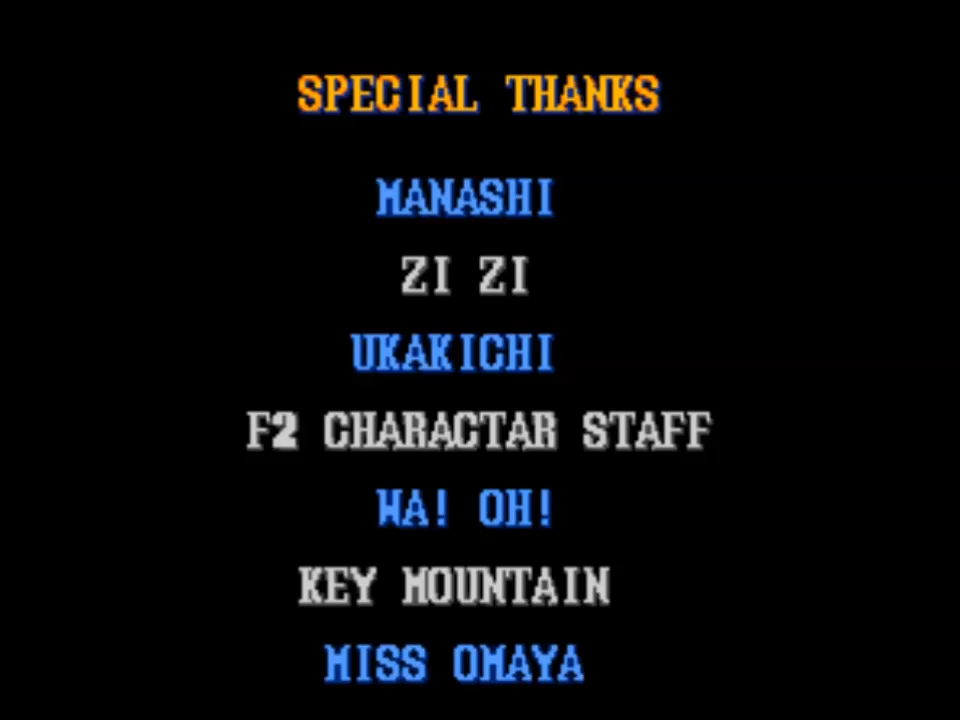 SPECIAL THANKS
MANASHI
ZI ZI
UKAKICHI
F2 CHARACTAR STAFF
WA! OH!
KEY MOUNTAIN
MISS OMAYA